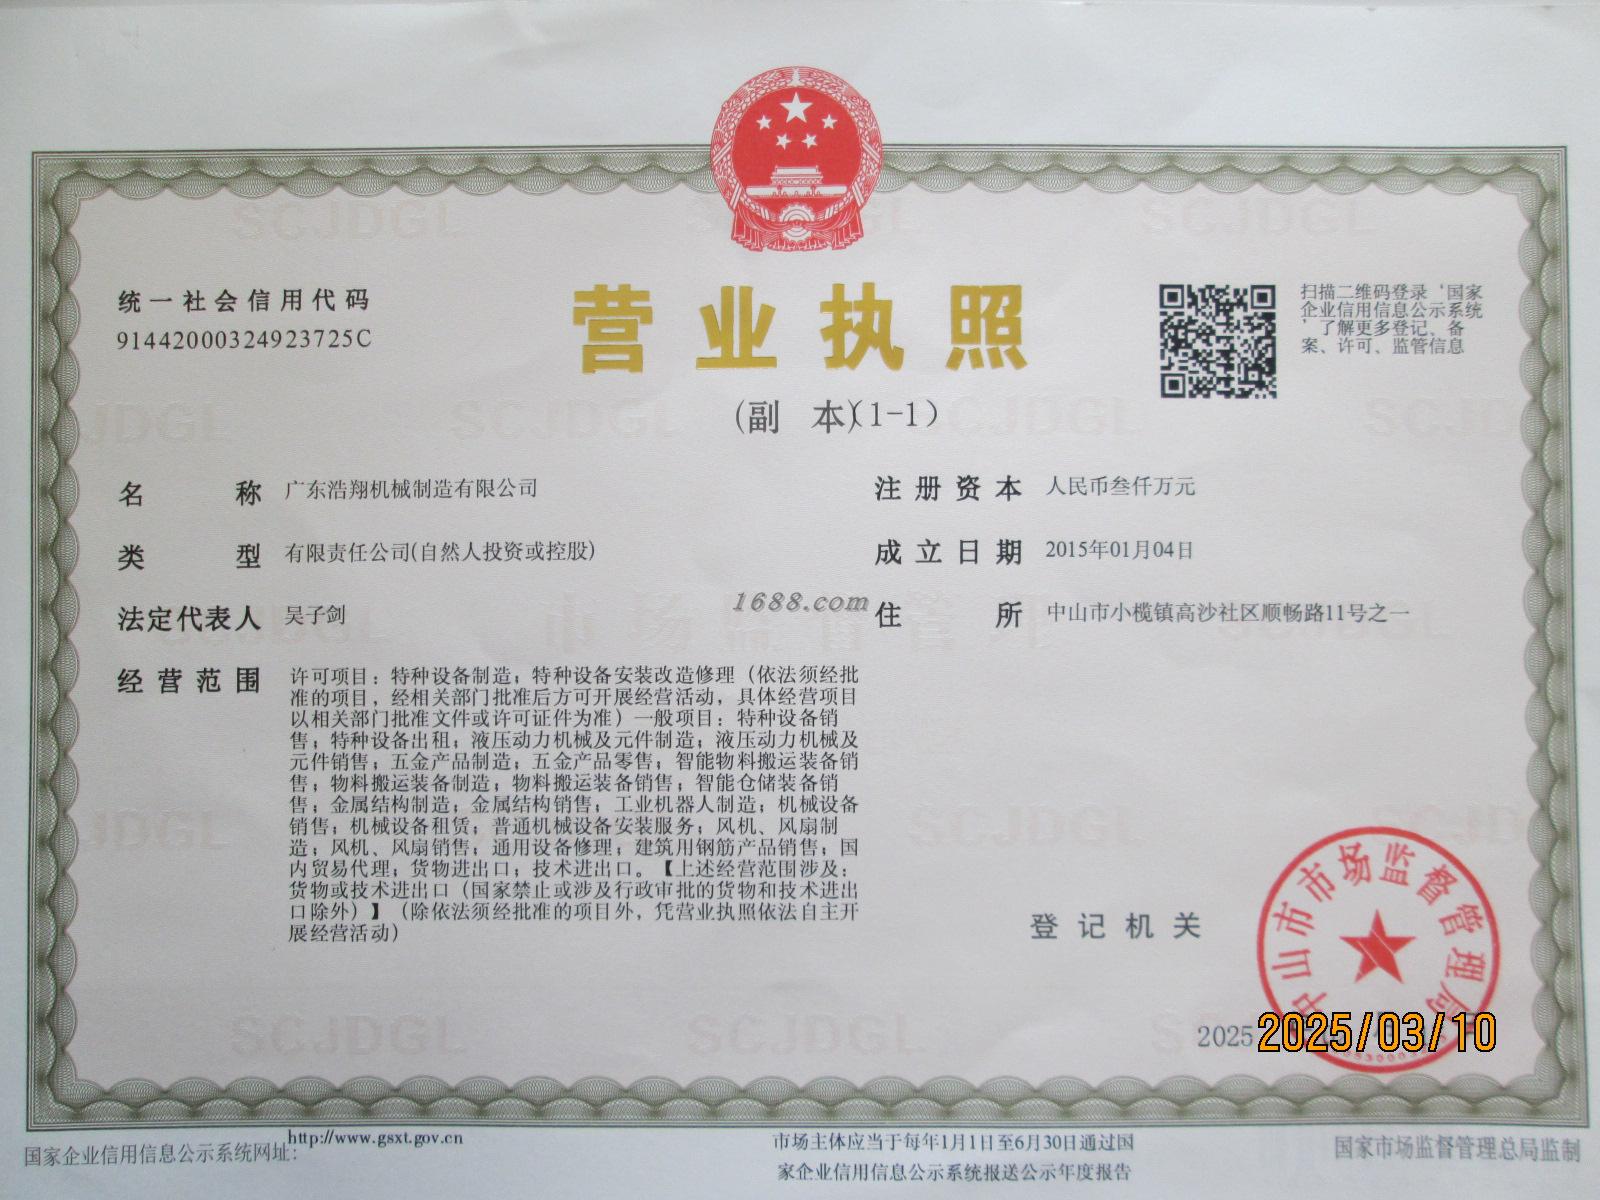 统一社会信用代码
91442000324923725C
营业执照
(副 本)(1-1)
扫描二维码登录‘国家
企业信用信息公示系统
’了解更多登记、备
案、许可、监管信息
名 称 广东浩翔机械制造有限公司
类 型 有限责任公司(自然人投资或控股)
法定代表人 吴子剑
经营范围 许可项目：特种设备制造；特种设备安装改造修理（依法须经批
准的项目，经相关部门批准后方可开展经营活动，具体经营项目
以相关部门批准文件或许可证件为准）一般项目：特种设备销
售；特种设备出租；液压动力机械及元件制造；液压动力机械及
元件销售；五金产品制造；五金产品零售；智能物料搬运装备销
售；物料搬运装备制造；物料搬运装备销售；智能仓储装备销
售；金属结构制造；金属结构销售；工业机器人制造；机械设备
销售；机械设备租赁；普通机械设备安装服务；风机、风扇制
造；风机、风扇销售；通用设备修理；建筑用钢筋产品销售；国
内贸易代理；货物进出口；技术进出口。【上述经营范围涉及：
货物或技术进出口（国家禁止或涉及行政审批的货物和技术进出
口除外）】（除依法须经批准的项目外，凭营业执照依法自主开
展经营活动）
注册资本 人民币叁仟万元
成立日期 2015年01月04日
住 所 中山市小榄镇高沙社区顺畅路11号之一
1688.com
登记机关
中山市市场监督管理局
2025
2025/03/10
国家企业信用信息公示系统网址：
http://www.gsxt.gov.cn
市场主体应当于每年1月1日至6月30日通过国
家企业信用信息公示系统报送公示年度报告
国家市场监督管理总局监制